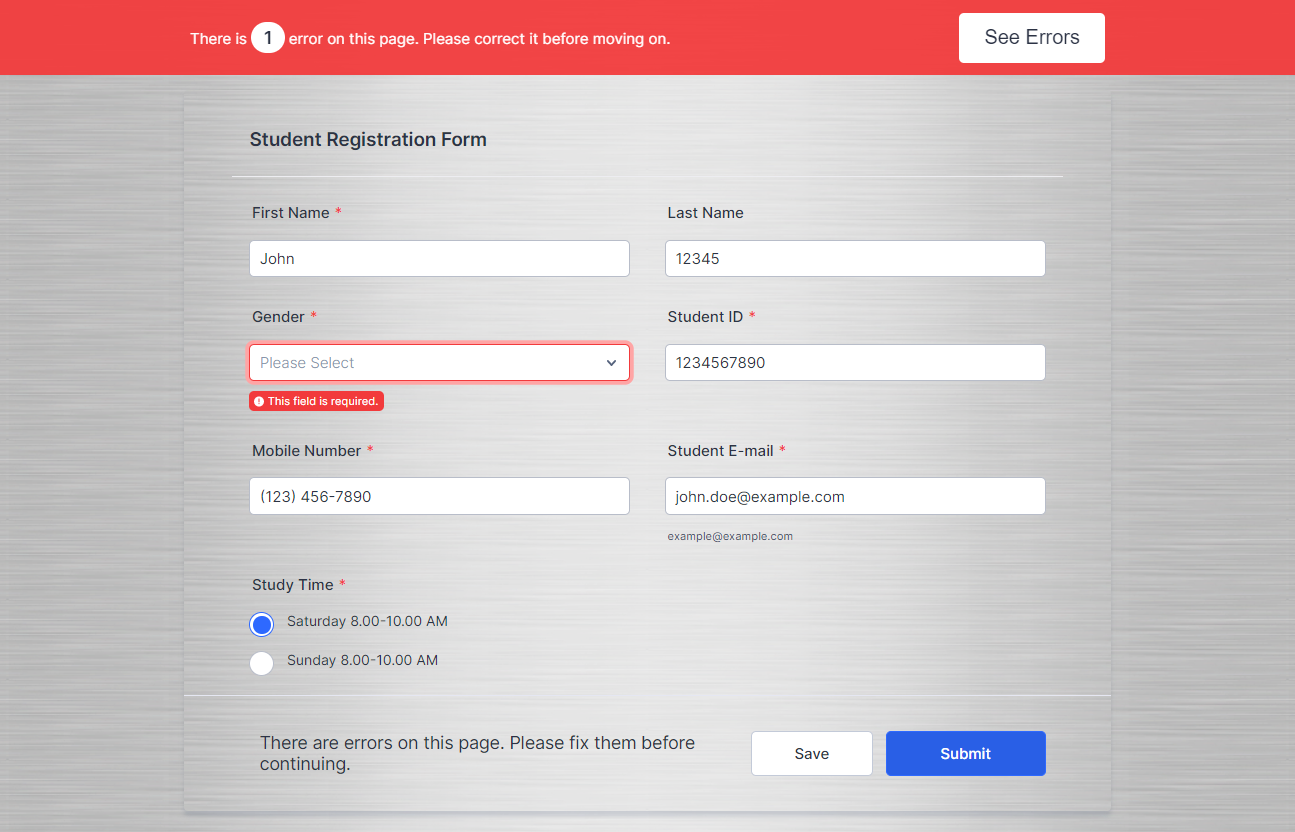 There is 1 error on this page. Please correct it before moving on.
See Errors
Student Registration Form
First Name *
Last Name
John
12345
Gender *
Student ID *
Please Select
1234567890
This field is required.
Mobile Number *
Student E-mail *
(123) 456-7890
john.doe@example.com
example@example.com
Study Time *
Saturday 8.00-10.00 AM
Sunday 8.00-10.00 AM
There are errors on this page. Please fix them before
continuing.
Save
Submit